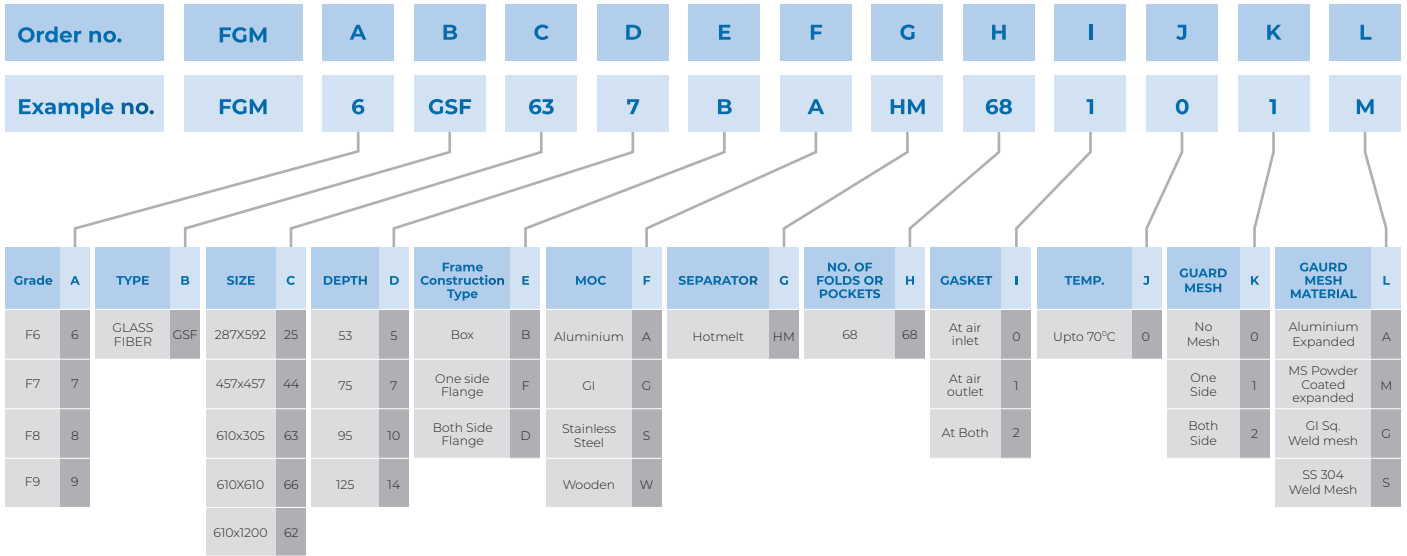 Order no. FGM A B C D E F G H I J K L
Example no. FGM 6 GSF 63 7 B A HM 68 1 0 1 M
Grade A
F6 6
F7 7
F8 8
F9 9
TYPE B
GLASS
FIBER
GSF
SIZE C
287X592 25
457x457 44
610x305 63
610X610 66
610x1200 62
DEPTH D
53 5
75 7
95 10
125 14
Frame
Construction
Type
E
Box B
One side
Flange
F
Both Side
Flange
D
MOC F
Aluminium A
GI G
Stainless
Steel
S
Wooden W
SEPARATOR G
Hotmelt HM
NO. OF
FOLDS OR
POCKETS
H
68 68
GASKET I
At air
inlet
0
At air
outlet
1
At Both 2
TEMP. J
Upto 70⁰C 0
GUARD
MESH
K
No
Mesh
0
One
Side
1
Both
Side
2
GAURD
MESH
MATERIAL
L
Aluminium
Expanded
A
MS Powder
Coated
expanded
M
GI Sq.
Weld mesh
G
SS 304
Weld Mesh
S